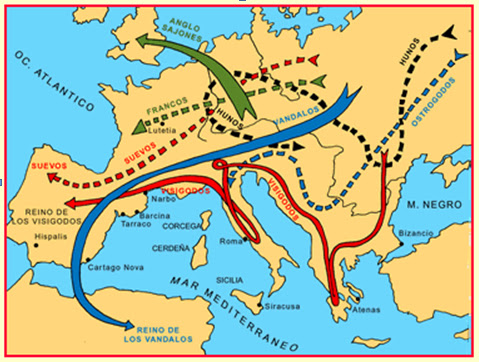 ANGLO
SAJONES
OC. ATLANTICO
HUNOS
OSTROGODOS
FRANCOS
Lutetia
HUNOS
VANDALOS
SUEVOS
SUEVOS
VISIGODOS
VISIGODOS
Narbo
REINO DE
LOS VISIGODOS
Barcina
Tarraco
CORCEGA
M. NEGRO
Hispalis
CERDEÑA
Roma
Bizancio
Cartago Nova
SICILIA
MAR MEDITERRANEO
Siracusa
Atenas
REINO DE
LOS VANDALOS